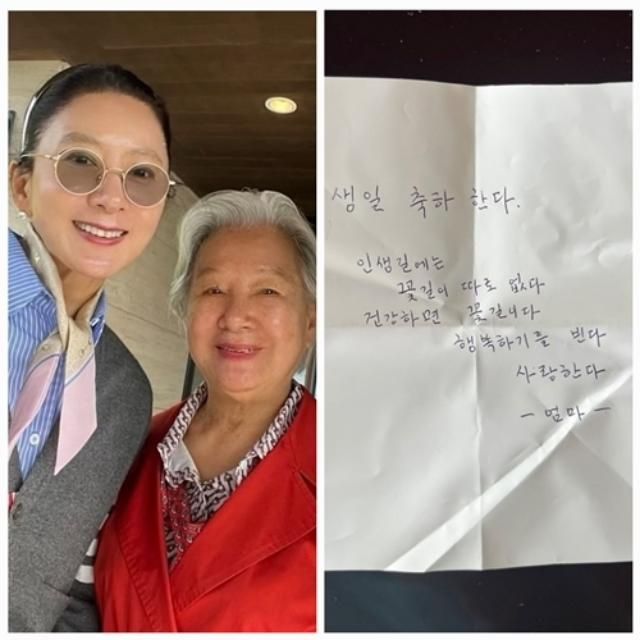 생일 축하 한다.
인생길에는
꽃길이 따로 없다
건강하면 꽃길이다
행복하기를 빈다
사랑한다
- 엄마 -